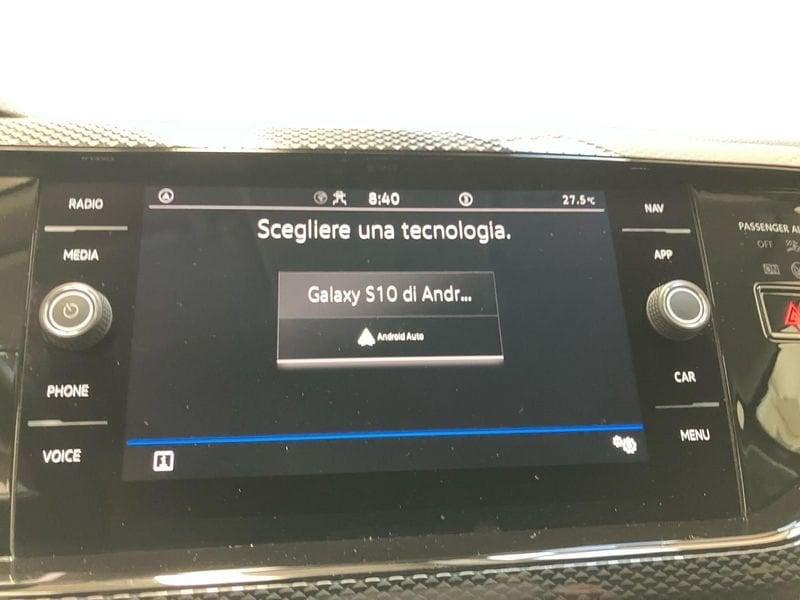 RADIO
MEDIA
PHONE
VOICE
8:40
27.5°C
Scegliere una tecnologia.
Galaxy S10 di Andr...
Android Auto
NAV
APP
CAR
MENU
OFF
ON